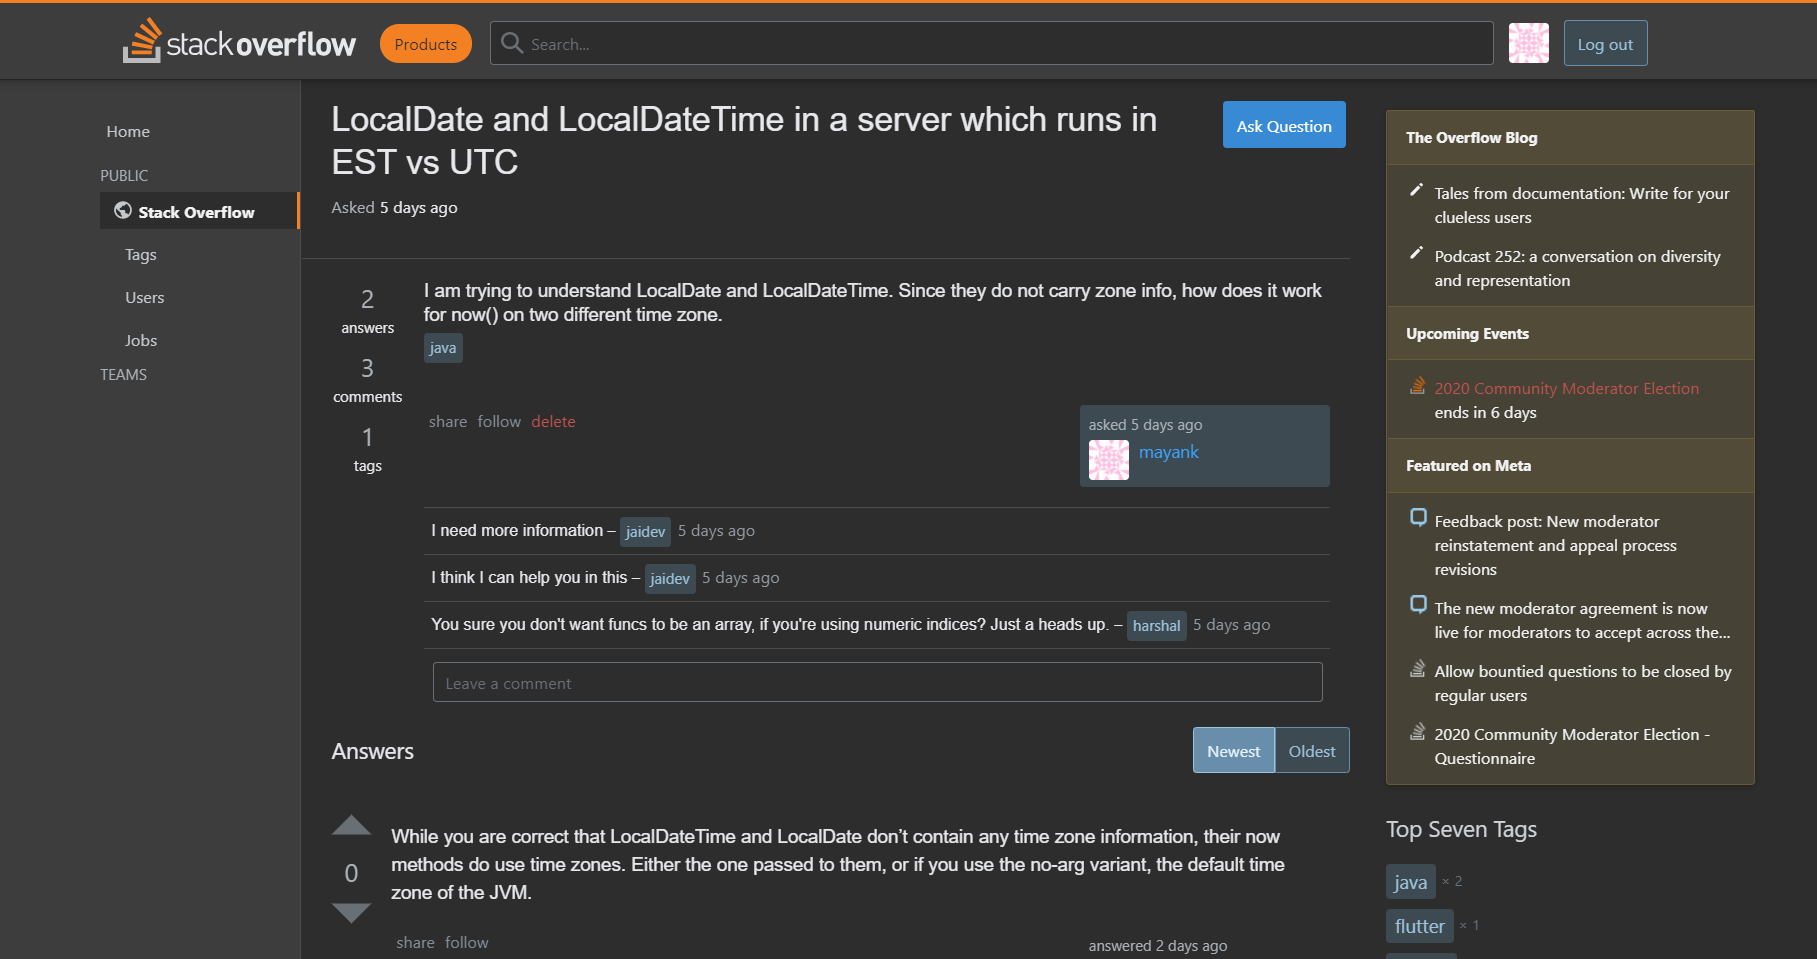 stack overflow
Products
Search...
Log out
Home
PUBLIC
Stack Overflow
Tags
Users
Jobs
TEAMS
LocalDate and LocalDateTime in a server which runs in
EST vs UTC
Ask Question
Asked 5 days ago
2
answers
3
comments
1
tags
I am trying to understand LocalDate and LocalDateTime. Since they do not carry zone info, how does it work
for now() on two different time zone.
java
share follow delete
asked 5 days ago
mayank
I need more information – jaidev 5 days ago
I think I can help you in this – jaidev 5 days ago
You sure you don't want funcs to be an array, if you're using numeric indices? Just a heads up. – harshal 5 days ago
Leave a comment
Answers
Newest
Oldest
0
While you are correct that LocalDateTime and LocalDate don’t contain any time zone information, their now
methods do use time zones. Either the one passed to them, or if you use the no-arg variant, the default time
zone of the JVM.
share follow
answered 2 days ago
The Overflow Blog
Tales from documentation: Write for your
clueless users
Podcast 252: a conversation on diversity
and representation
Upcoming Events
2020 Community Moderator Election
ends in 6 days
Featured on Meta
Feedback post: New moderator
reinstatement and appeal process
revisions
The new moderator agreement is now
live for moderators to accept across the...
Allow bountied questions to be closed by
regular users
2020 Community Moderator Election -
Questionnaire
Top Seven Tags
java × 2
flutter × 1